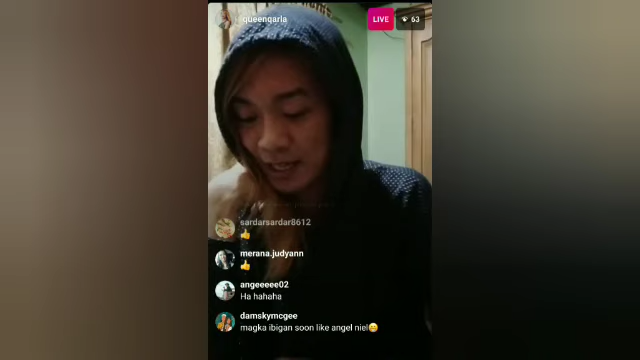 queenqarla
LIVE
63
sardarsardar8612
👍
merana.judyann
👍
angeeeee02
Ha hahaha
damskymcgee
magka ibigan soon like angel niel😊